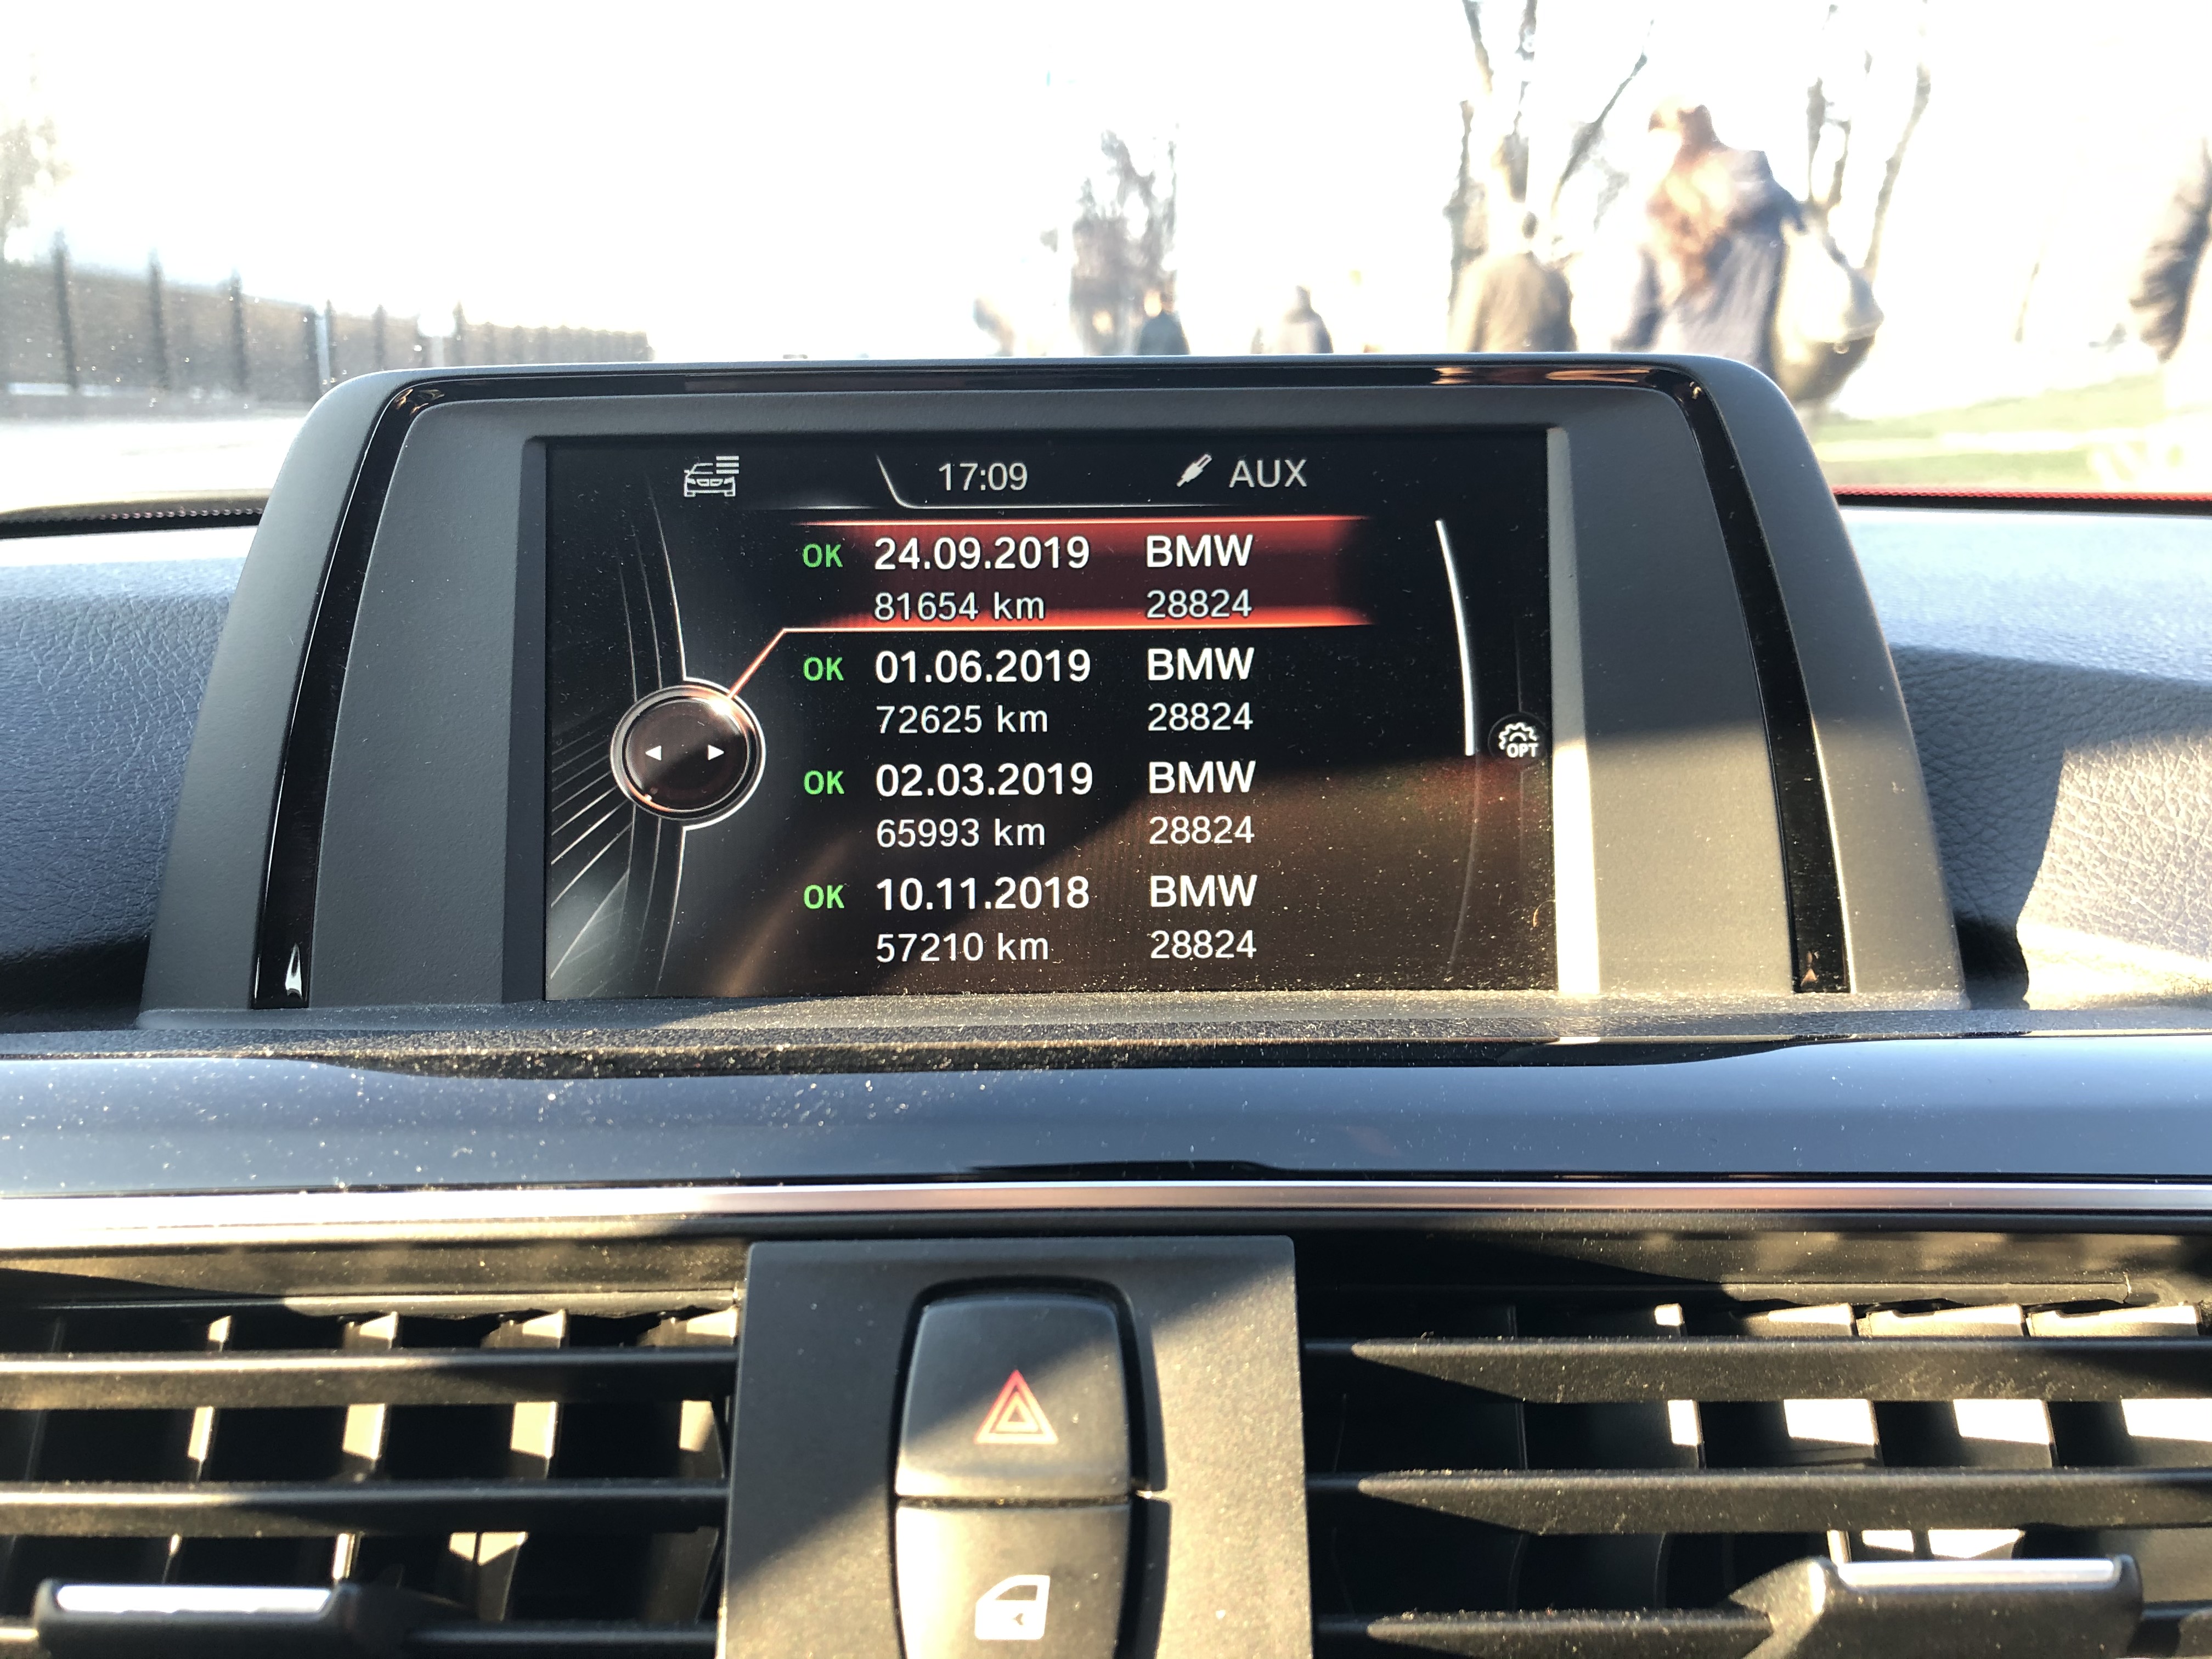 17:09 AUX
OK 24.09.2019 BMW
81654 km 28824
OK 01.06.2019 BMW
72625 km 28824
OK 02.03.2019 BMW
65993 km 28824
OK 10.11.2018 BMW
57210 km 28824
OPT